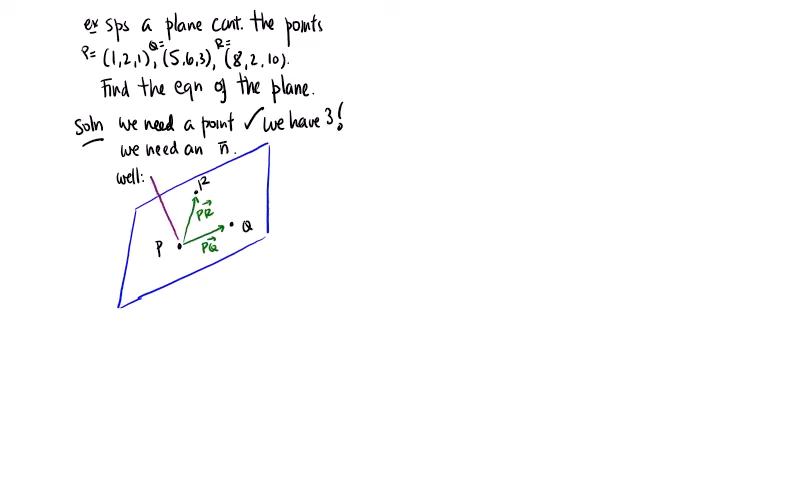 ex sps a plane cont. the points
P= (1,2,1), Q= (5,6,3), R= (8,2,10).
Find the eqn of the plane.
Soln we need a point ✓ we have 3!
we need an n̄.
well:
R
PR⃗
Q
P
PQ⃗